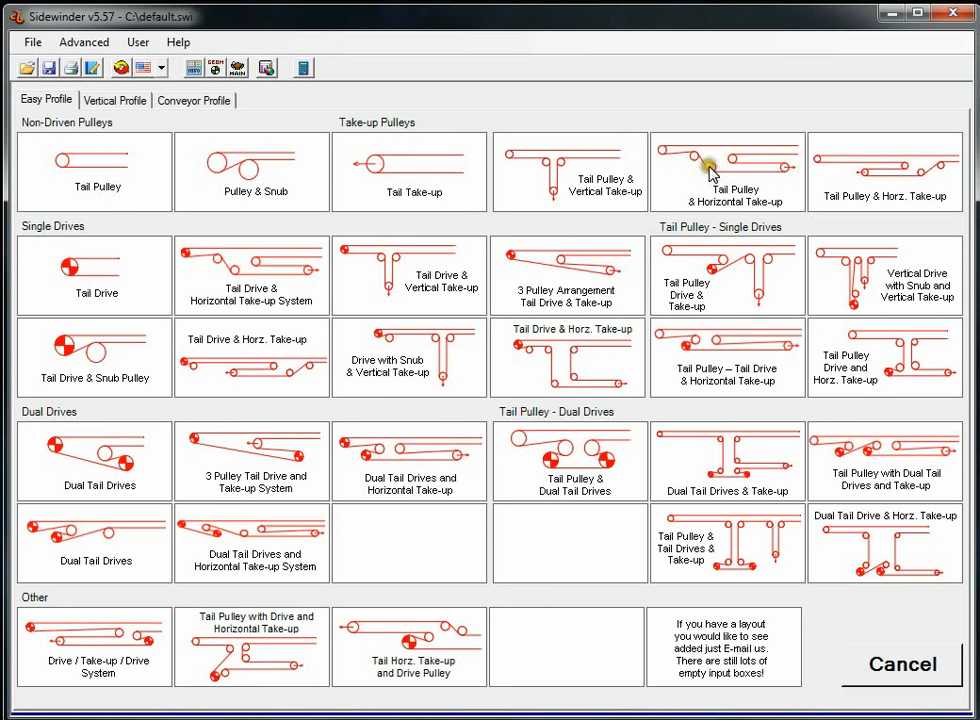 Sidewinder v5.57 - C:\default.swi
File Advanced User Help
INFO GEOM MAIN
Easy Profile Vertical Profile Conveyor Profile
Non-Driven Pulleys
Take-up Pulleys
Tail Pulley
Pulley & Snub
Tail Take-up
Tail Pulley &
Vertical Take-up
Tail Pulley
& Horizontal Take-up
Tail Pulley & Horz. Take-up
Single Drives
Tail Pulley - Single Drives
Tail Drive
Tail Drive &
Horizontal Take-up System
Tail Drive &
Vertical Take-up
3 Pulley Arrangement
Tail Drive & Take-up
Tail Pulley
Drive &
Take-up
Vertical Drive
with Snub and
Vertical Take-up
Tail Drive & Snub Pulley
Tail Drive & Horz. Take-up
Drive with Snub
& Vertical Take-up
Tail Drive & Horz. Take-up
Tail Pulley – Tail Drive
& Horizontal Take-up
Tail Pulley
Drive and
Horz. Take-up
Dual Drives
Tail Pulley - Dual Drives
Dual Tail Drives
3 Pulley Tail Drive and
Take-up System
Dual Tail Drives and
Horizontal Take-up
Tail Pulley &
Dual Tail Drives
Dual Tail Drives & Take-up
Tail Pulley with Dual Tail
Drives and Take-up
Dual Tail Drives
Dual Tail Drives and
Horizontal Take-up System
Tail Pulley &
Tail Drives &
Take-up
Dual Tail Drive & Horz. Take-up
Other
Drive / Take-up / Drive
System
Tail Pulley with Drive and
Horizontal Take-up
Tail Horz. Take-up
and Drive Pulley
If you have a layout
you would like to see
added just E-mail us.
There are still lots of
empty input boxes!
Cancel